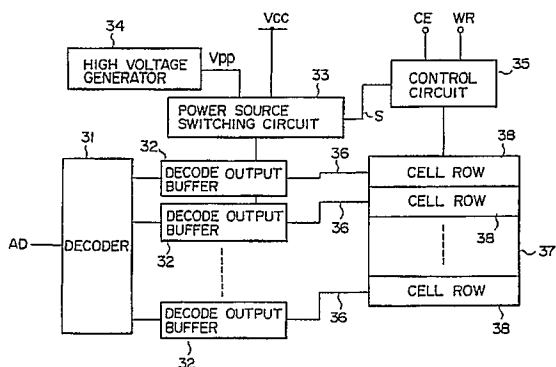 34
HIGH VOLTAGE
GENERATOR
Vpp
Vcc
CE WR
35
CONTROL
CIRCUIT
33
POWER SOURCE
SWITCHING CIRCUIT
S
31
DECODER
AD
32
DECODE OUTPUT
BUFFER
36
38
CELL ROW
DECODE OUTPUT
BUFFER
32
36
CELL ROW
38
37
DECODE OUTPUT
BUFFER
32
36
CELL ROW
38